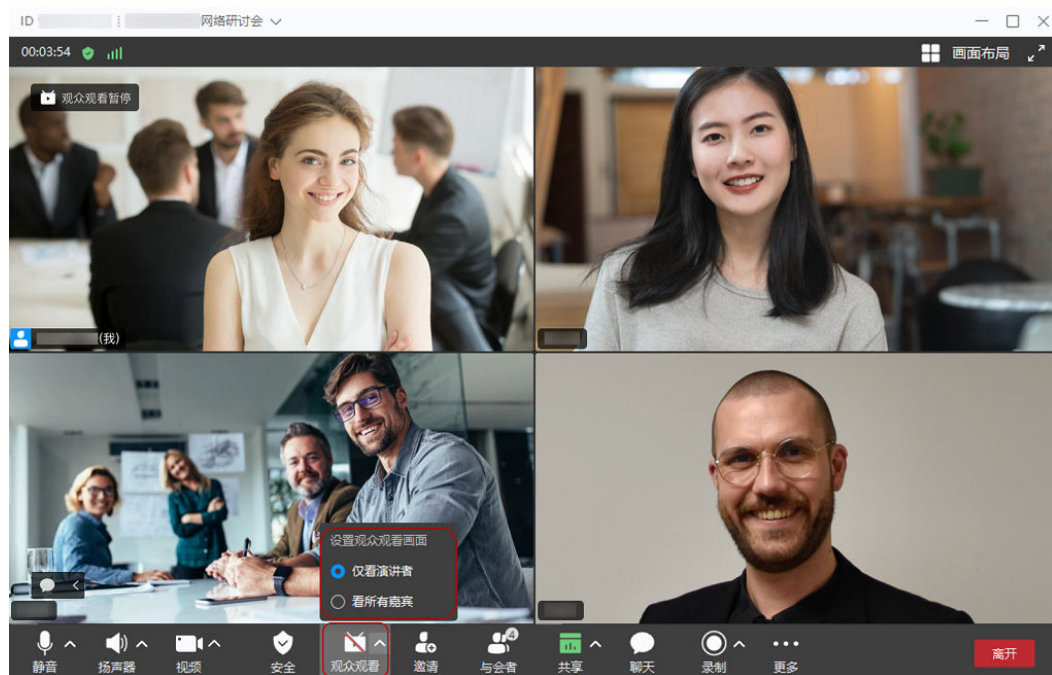 ID
网络研讨会
00:03:54
画面布局
观众观看暂停
(我)
设置观众观看画面
仅看演讲者
看所有嘉宾
4
静音
扬声器
视频
安全
观众观看
邀请
与会者
共享
聊天
录制
更多
离开